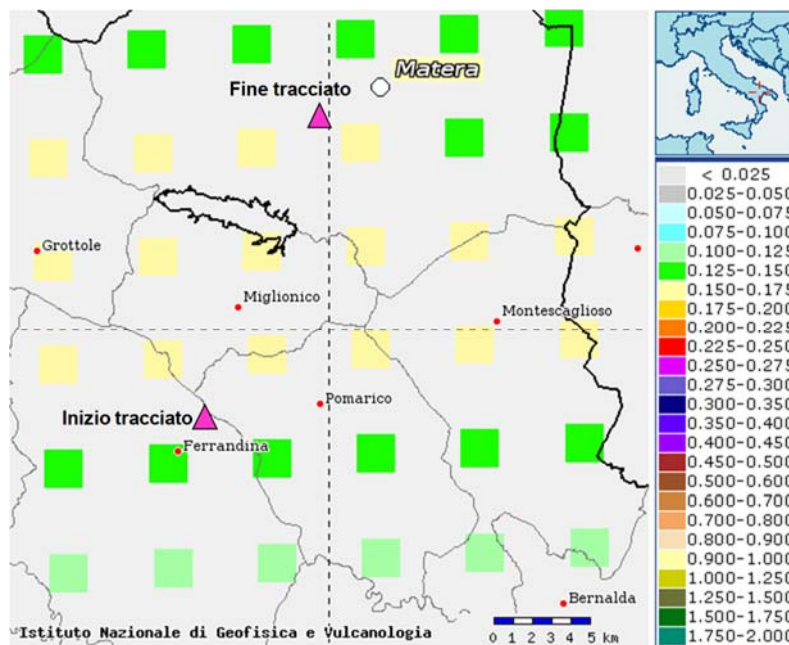 Matera
Fine tracciato
Grottole
Miglionico
Montescaglioso
Pomarico
Inizio tracciato
Ferrandina
Bernalda
Istituto Nazionale di Geofisica e Vulcanologia
0 1 2 3 4 5 km
< 0.025
0.025-0.050
0.050-0.075
0.075-0.100
0.100-0.125
0.125-0.150
0.150-0.175
0.175-0.200
0.200-0.225
0.225-0.250
0.250-0.275
0.275-0.300
0.300-0.350
0.350-0.400
0.400-0.450
0.450-0.500
0.500-0.600
0.600-0.700
0.700-0.800
0.800-0.900
0.900-1.000
1.000-1.250
1.250-1.500
1.500-1.750
1.750-2.000